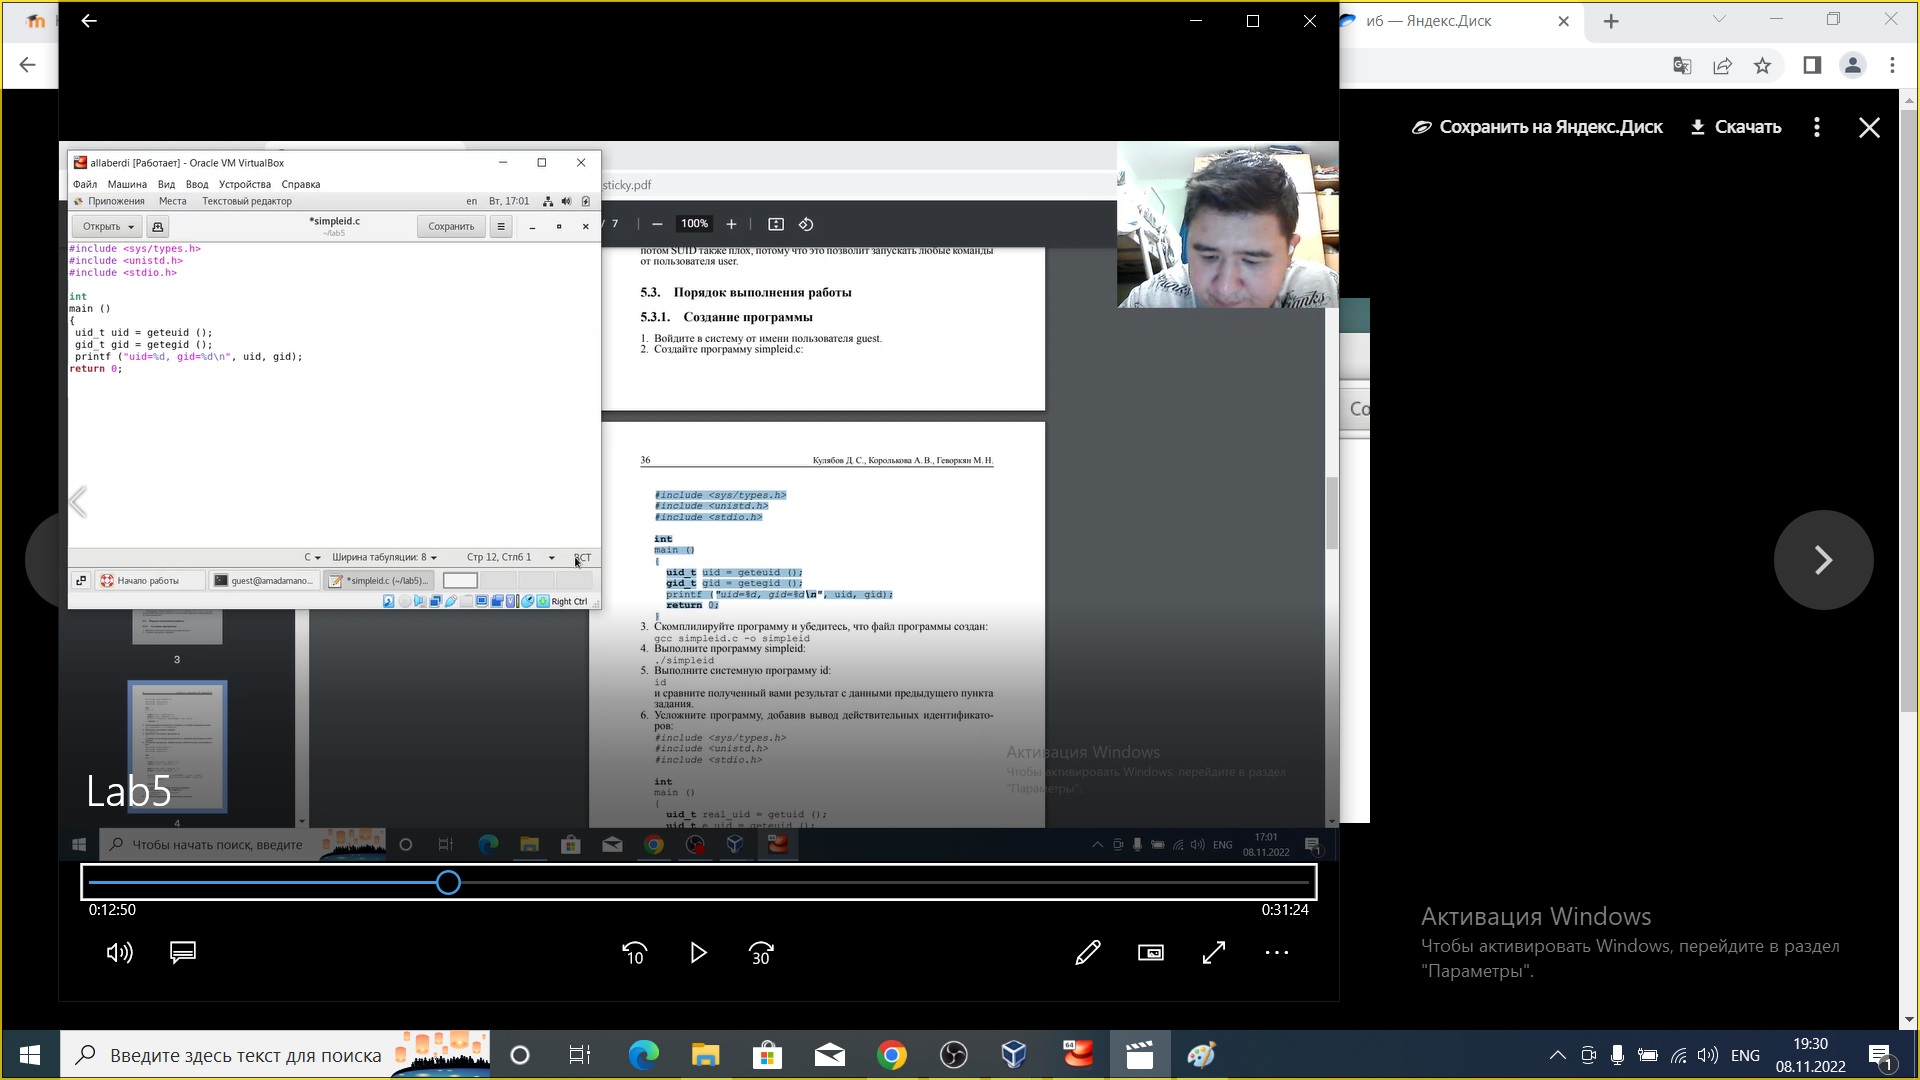 иб — Яндекс.Диск
Сохранить на Яндекс.Диск
Скачать
allaberdi [Работает] - Oracle VM VirtualBox
Файл Машина Вид Ввод Устройства Справка
Приложения Места Текстовый редактор en Вт, 17:01
Открыть *simpleid.c Сохранить
~/lab5
#include <sys/types.h>
#include <unistd.h>
#include <stdio.h>
int
main ()
{
uid_t uid = geteuid ();
gid_t gid = getegid ();
printf ("uid=%d, gid=%d\n", uid, gid);
return 0;
C Ширина табуляции: 8 Стр 12, Стлб 1 ВСТ
Начало работы guest@amadamano... *simpleid.c (~/lab5)...
Right Ctrl
sticky.pdf
/ 7 100%
потом SUID также плох, потому что это позволит запускать любые команды
от пользователя user.
5.3. Порядок выполнения работы
5.3.1. Создание программы
1. Войдите в систему от имени пользователя guest.
2. Создайте программу simpleid.c:
36 Кулябов Д. С., Королькова А. В., Геворкян М. Н.
#include <sys/types.h>
#include <unistd.h>
#include <stdio.h>
int
main ()
{
uid_t uid = geteuid ();
gid_t gid = getegid ();
printf ("uid=%d, gid=%d\n", uid, gid);
return 0;
}
3. Скомплилируйте программу и убедитесь, что файл программы создан:
gcc simpleid.c -o simpleid
4. Выполните программу simpleid:
./simpleid
5. Выполните системную программу id:
id
и сравните полученный вами результат с данными предыдущего пункта
задания.
6. Усложните программу, добавив вывод действительных идентификато-
ров:
#include <sys/types.h>
#include <unistd.h>
#include <stdio.h>
int
main ()
{
uid_t real_uid = getuid ();
uid_t e_uid = geteuid ();
3
4
Активация Windows
Чтобы активировать Windows, перейдите в раздел
"Параметры".
Lab5
Чтобы начать поиск, введите
ENG 17:01
08.11.2022
1
0:12:50 0:31:24
10 30
Co
Активация Windows
Чтобы активировать Windows, перейдите в раздел
"Параметры".
Введите здесь текст для поиска
64
ENG 19:30
08.11.2022
1